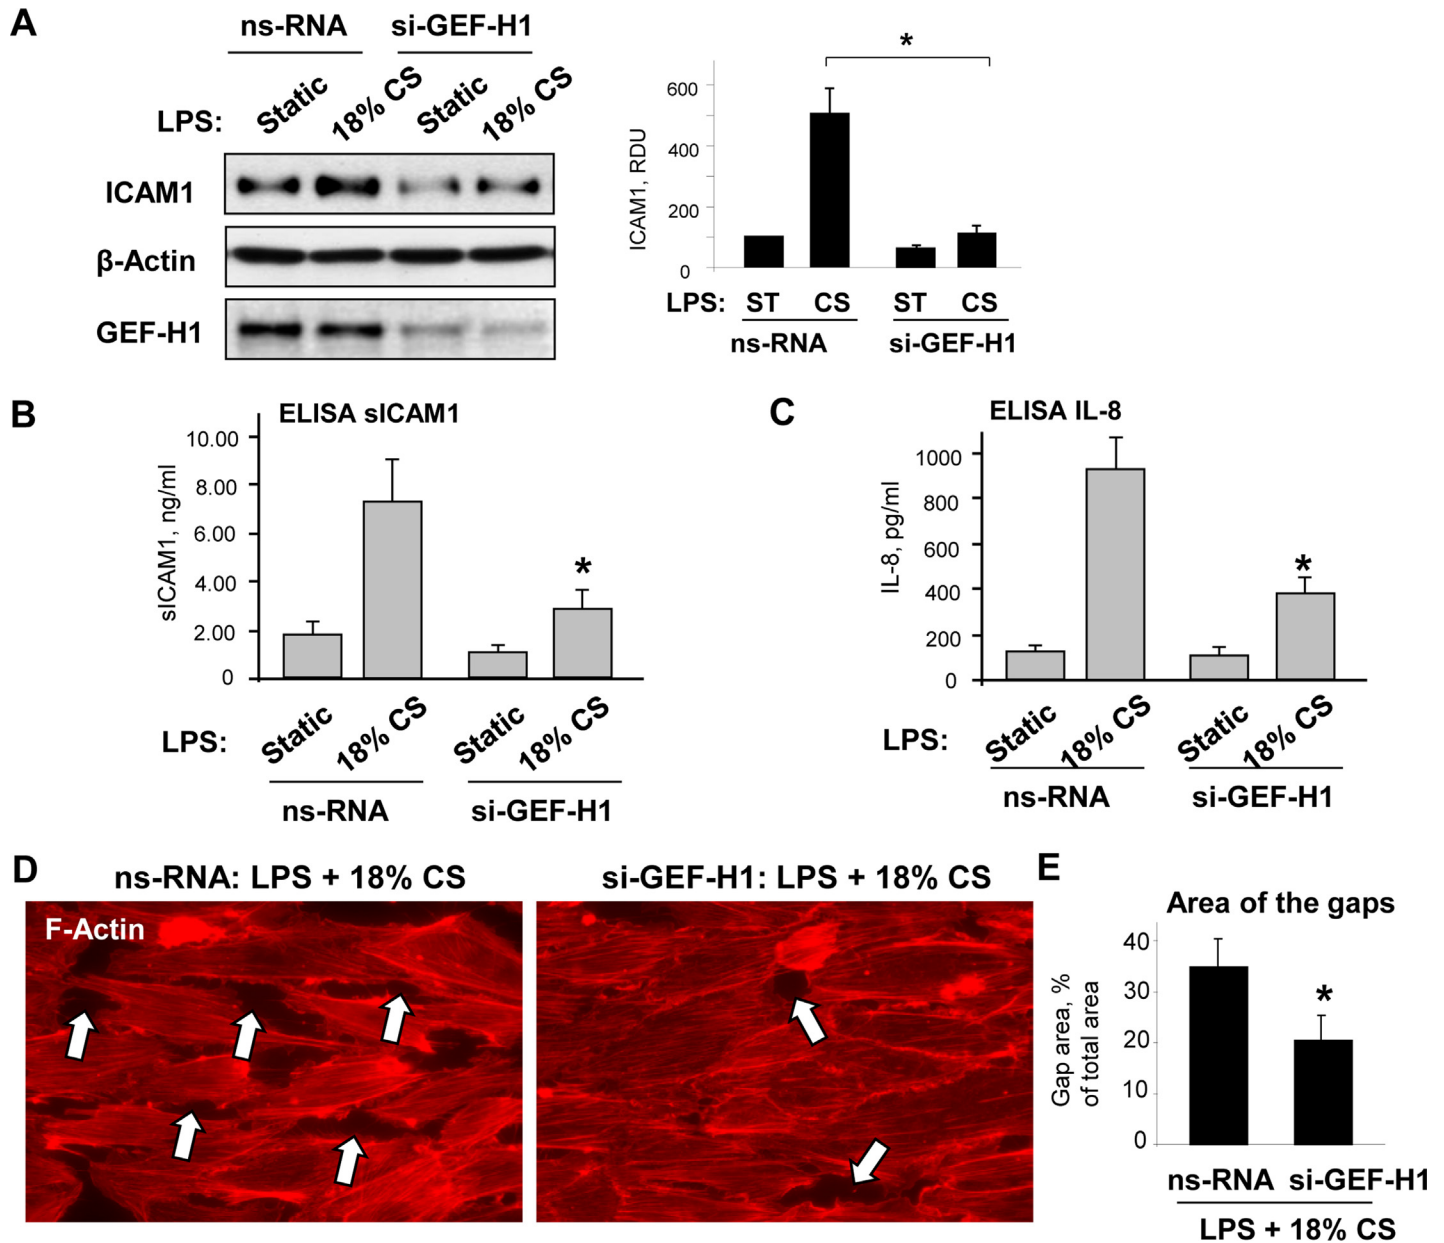 A
ns-RNA
si-GEF-H1
LPS:
Static
18% CS
Static
18% CS
ICAM1
β-Actin
GEF-H1
*
ICAM1, RDU
600
400
200
0
LPS: ST CS ST CS
ns-RNA
si-GEF-H1
B
ELISA sICAM1
sICAM1, ng/ml
10.00
8.00
6.00
4.00
2.00
0
*
LPS:
Static
18% CS
Static
18% CS
ns-RNA
si-GEF-H1
C
ELISA IL-8
IL-8, pg/ml
1000
800
600
400
200
0
*
LPS:
Static
18% CS
Static
18% CS
ns-RNA
si-GEF-H1
D
ns-RNA: LPS + 18% CS
si-GEF-H1: LPS + 18% CS
F-Actin
E
Area of the gaps
Gap area, %
of total area
40
30
20
10
0
*
ns-RNA si-GEF-H1
LPS + 18% CS